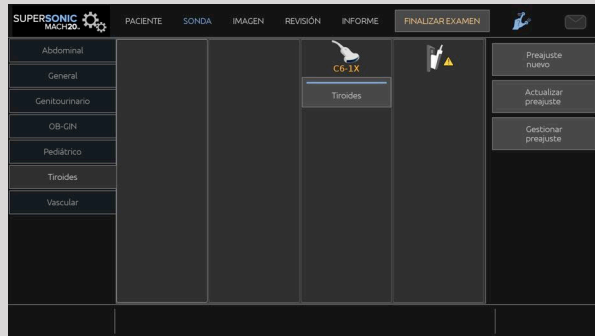 SUPERSONIC
MACH20.
PACIENTE
SONDA
IMAGEN
REVISIÓN
INFORME
FINALIZAR EXAMEN
Abdominal
General
Genitourinario
OB-GIN
Pediátrico
Tiroides
Vascular
C6-1X
Tiroides
Preajuste
nuevo
Actualizar
preajuste
Gestionar
preajuste